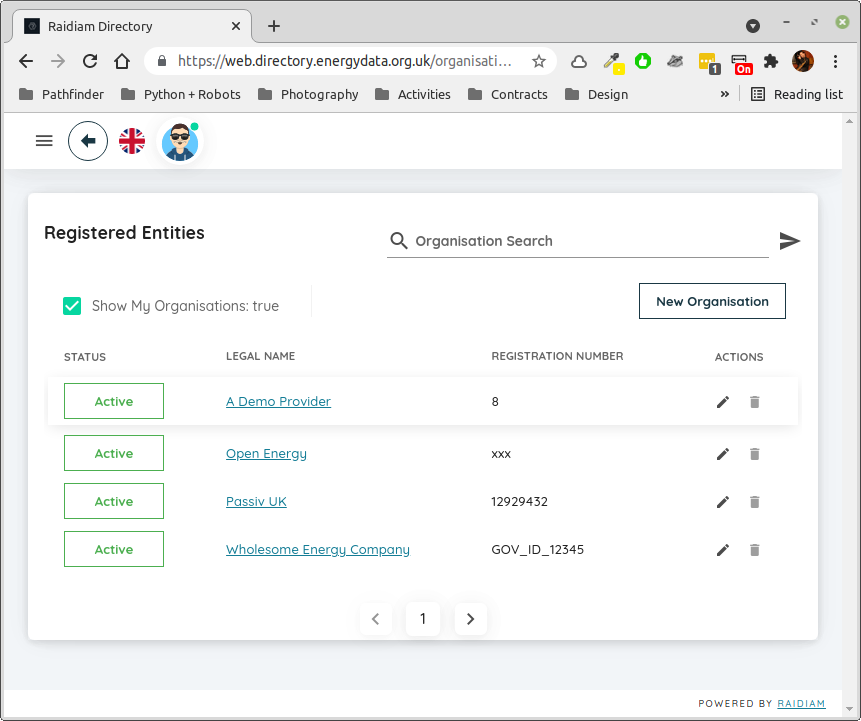 Raidiam Directory
https://web.directory.energydata.org.uk/organisati...
1
On
Pathfinder
Python + Robots
Photography
Activities
Contracts
Design
»
Reading list
Registered Entities
Organisation Search
Show My Organisations: true
New Organisation
STATUS LEGAL NAME REGISTRATION NUMBER ACTIONS
Active A Demo Provider 8
Active Open Energy xxx
Active Passiv UK 12929432
Active Wholesome Energy Company GOV_ID_12345
1
POWERED BY RAIDIAM